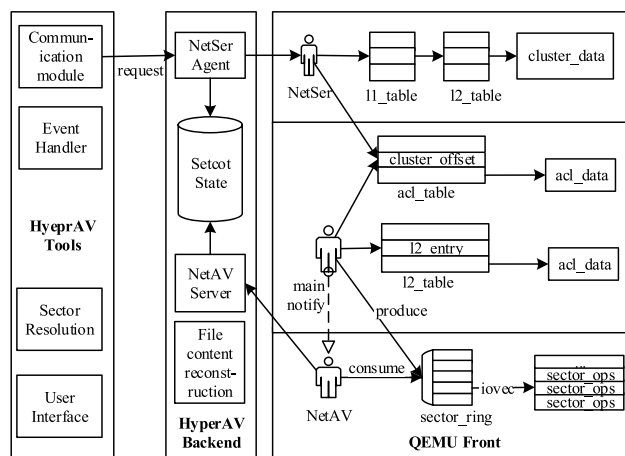 Commun-
ication
module
Event
Handler
HyeprAV
Tools
Sector
Resolution
User
Interface
request
NetSer
Agent
Setcot
State
NetAV
Server
File
content
reconst-
ruction
HyperAV
Backend
NetSer
l1_table
l2_table
cluster_data
cluster_offset
acl_table
acl_data
l2_entry
l2_table
acl_data
main
notify
produce
consume
NetAV
sector_ring
iovec
...
sector_ops
sector_ops
sector_ops
QEMU Front